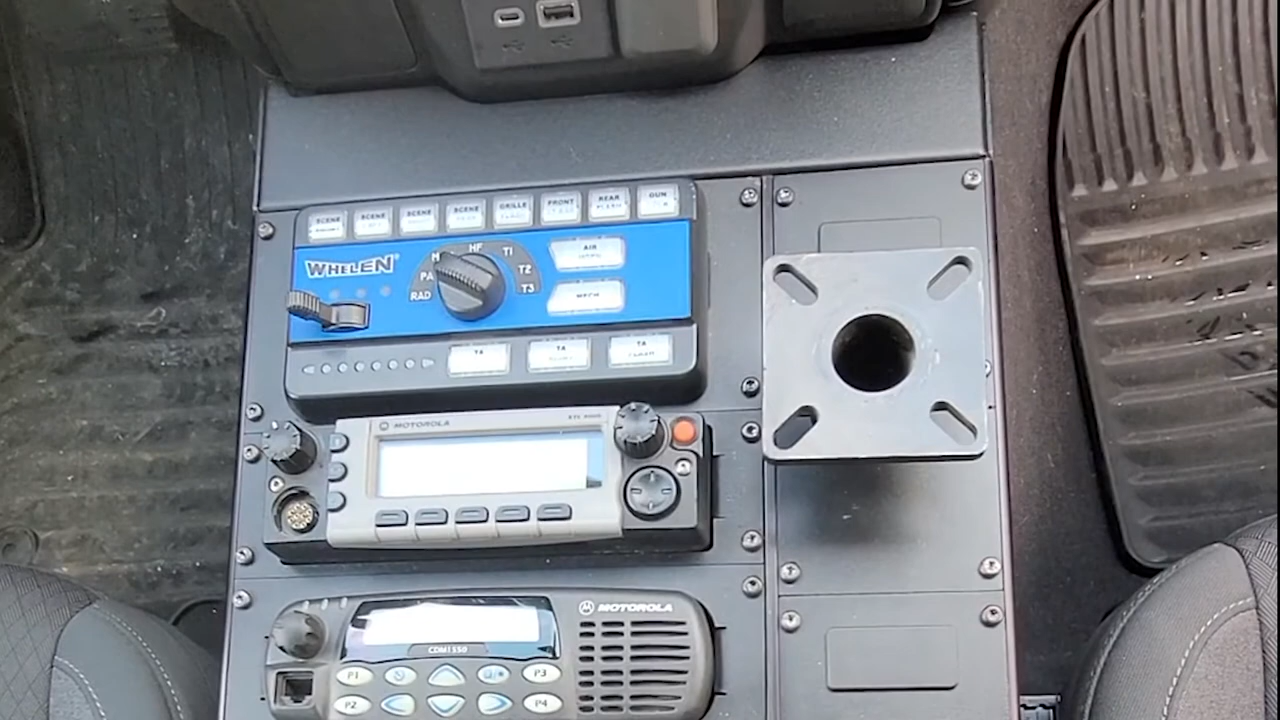 SCENE
SCENE
SCENE
SCENE
GRILLE
FRONT
REAR
GUN
WHELEN®
HF
T1
T2
T3
PA
RAD
AIR
MECH
TA
TA
TA
MOTOROLA
MOTOROLA
CDM1550
P1
P3
P2
P4